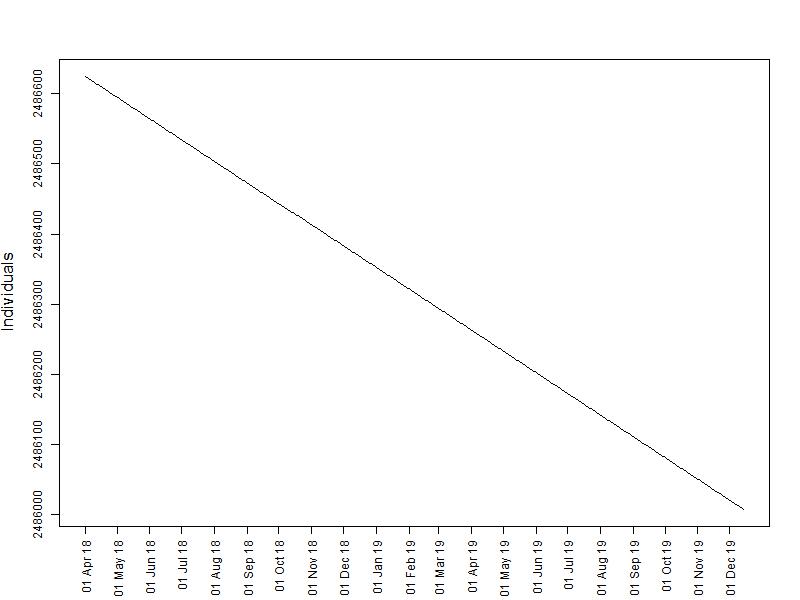 Individuals
2486600
2486500
2486400
2486300
2486200
2486100
2486000
01 Apr 18
01 May 18
01 Jun 18
01 Jul 18
01 Aug 18
01 Sep 18
01 Oct 18
01 Nov 18
01 Dec 18
01 Jan 19
01 Feb 19
01 Mar 19
01 Apr 19
01 May 19
01 Jun 19
01 Jul 19
01 Aug 19
01 Sep 19
01 Oct 19
01 Nov 19
01 Dec 19